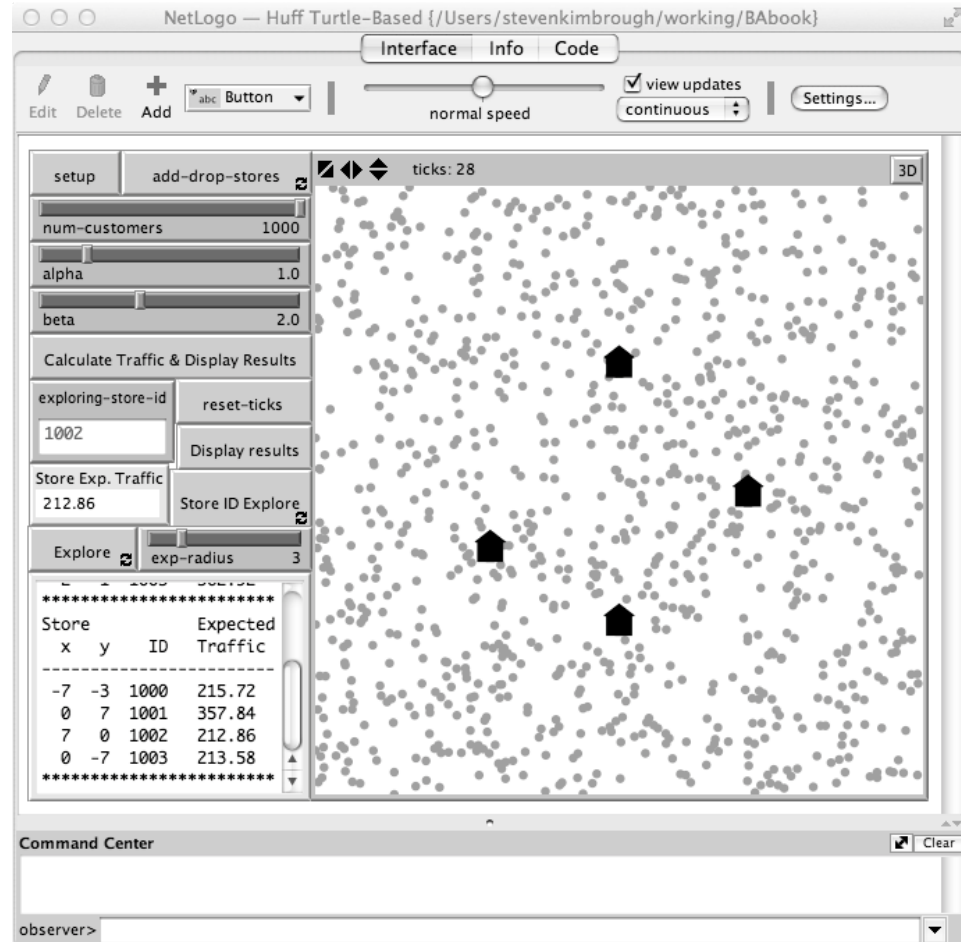 NetLogo — Huff Turtle-Based {/Users/stevenkimbrough/working/BAbook}
Interface Info Code
Edit Delete Add abc Button normal speed view updates continuous Settings...
setup add-drop-stores ticks: 28 3D
num-customers 1000
alpha 1.0
beta 2.0
Calculate Traffic & Display Results
exploring-store-id reset-ticks
1002
Display results
Store Exp. Traffic
212.86 Store ID Explore
Explore exp-radius 3
*************************
Store Expected
x y ID Traffic
-------------------------
-7 -3 1000 215.72
0 7 1001 357.84
7 0 1002 212.86
0 -7 1003 213.58
*************************
Command Center Clear
observer>